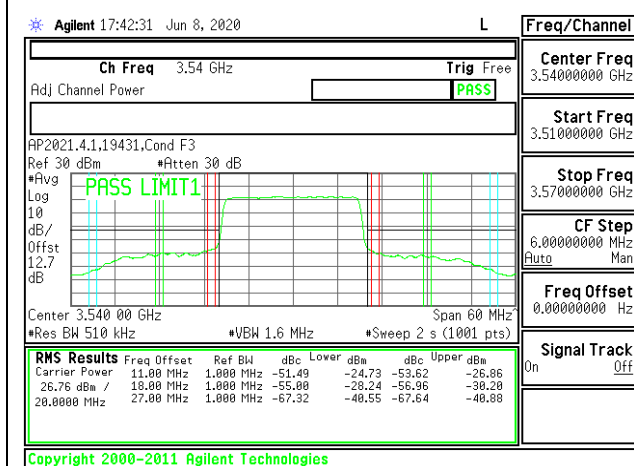 Agilent 17:42:31 Jun 8, 2020 L Freq/Channel
Ch Freq 3.54 GHz Trig Free
Adj Channel Power PASS
AP2021.4.1,19431,Cond F3
Ref 30 dBm #Atten 30 dB
#Avg
Log
10
dB/
Offst
12.7
dB
PASS LIMIT1
Center 3.540 00 GHz Span 60 MHz
#Res BW 510 kHz #VBW 1.6 MHz #Sweep 2 s (1001 pts)
RMS Results Freq Offset Ref BW dBc Lower dBm dBc Upper dBm
Carrier Power 11.00 MHz 1.000 MHz -51.49 -24.73 -53.62 -26.86
26.76 dBm / 18.00 MHz 1.000 MHz -55.00 -28.24 -56.96 -30.20
20.0000 MHz 27.00 MHz 1.000 MHz -67.32 -40.55 -67.64 -40.88
Copyright 2000-2011 Agilent Technologies
Center Freq
3.54000000 GHz
Start Freq
3.51000000 GHz
Stop Freq
3.57000000 GHz
CF Step
6.00000000 MHz
Auto Man
Freq Offset
0.00000000 Hz
Signal Track
On Off